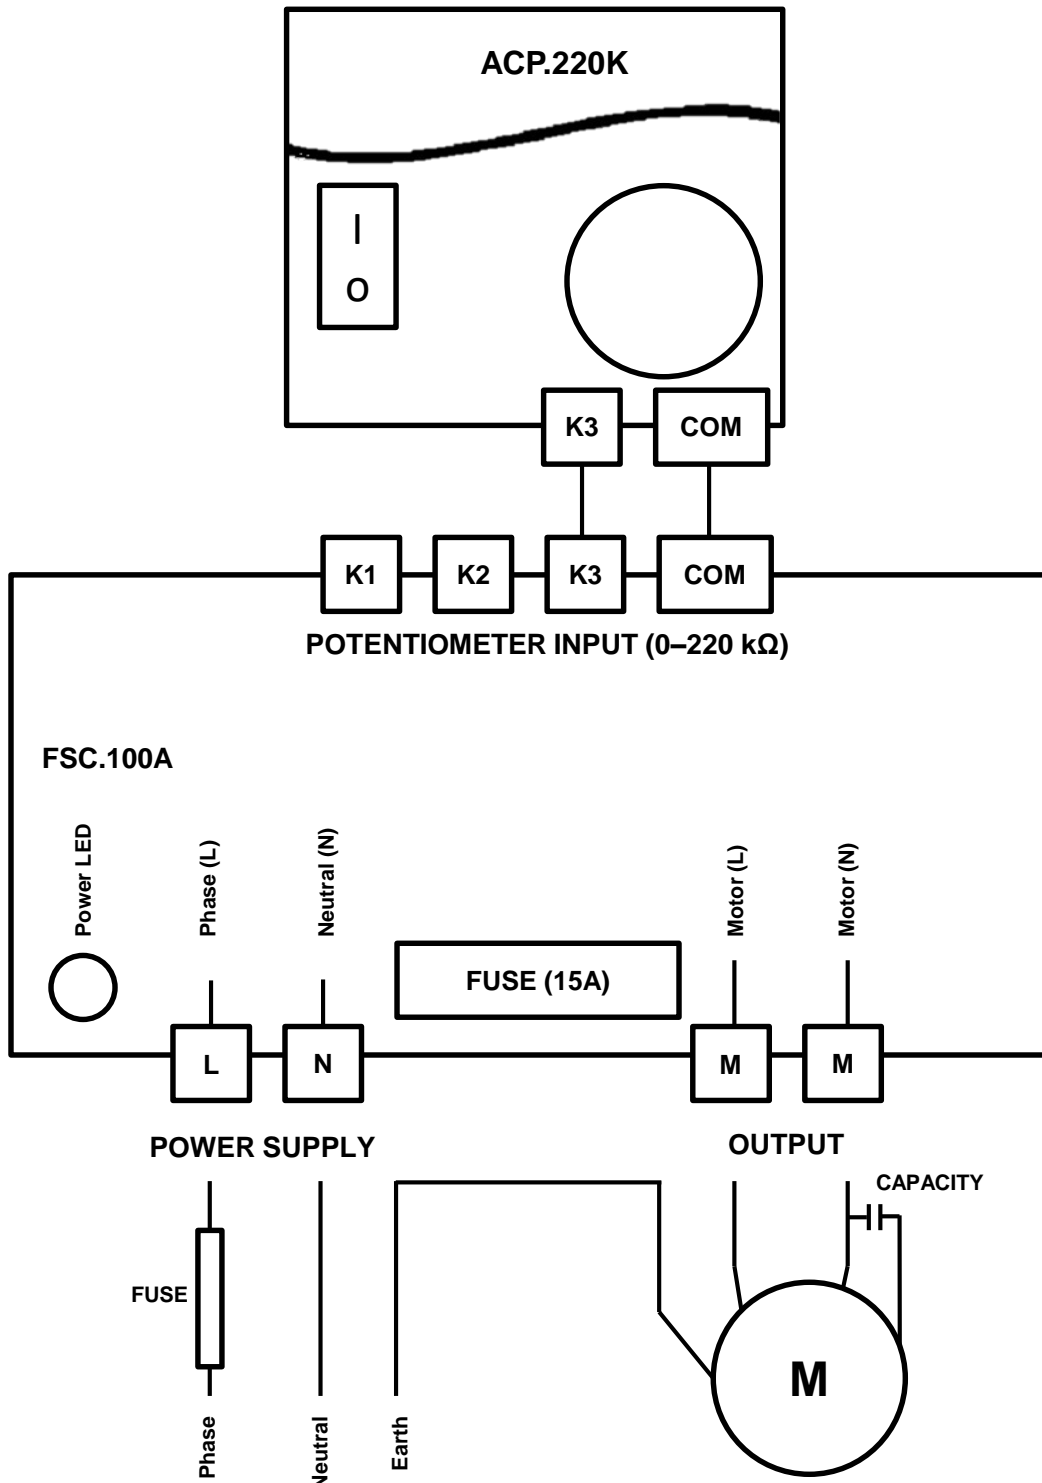 ACP.220K
I
O
K3 COM
K1 K2 K3 COM
POTENTIOMETER INPUT (0–220 kΩ)
FSC.100A
Power LED
Phase (L)
Neutral (N)
Motor (L)
Motor (N)
FUSE (15A)
L N M M
POWER SUPPLY
OUTPUT
CAPACITY
FUSE
M
Phase
Neutral
Earth